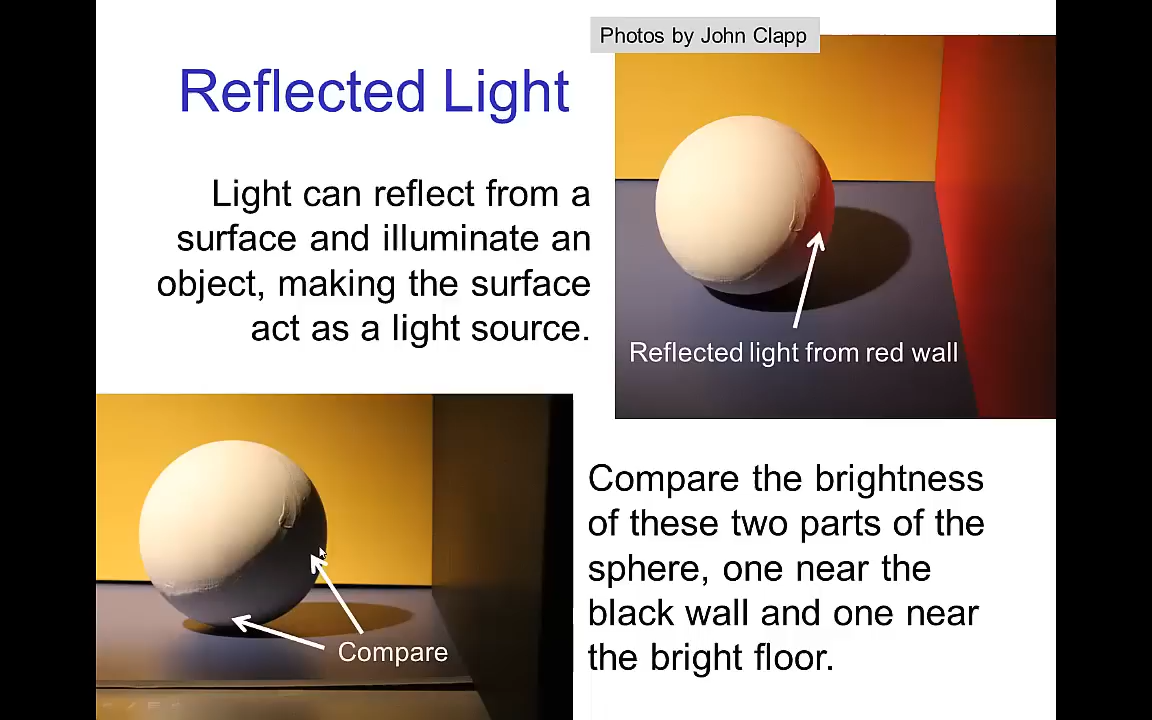 Photos by John Clapp
Reflected Light
Light can reflect from a
surface and illuminate an
object, making the surface
act as a light source.
Reflected light from red wall
Compare
Compare the brightness
of these two parts of the
sphere, one near the
black wall and one near
the bright floor.